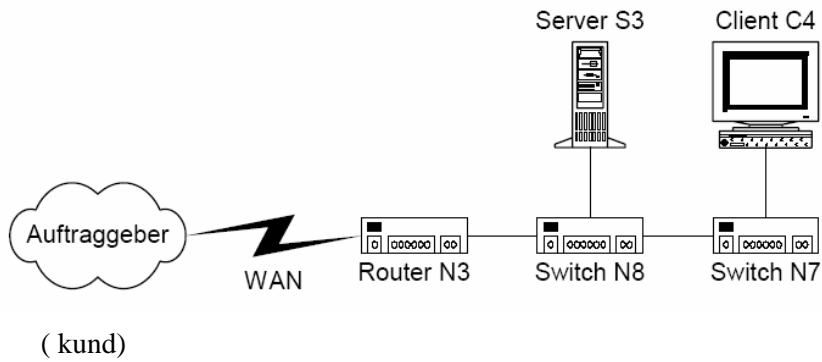 Server S3
Client C4
Auftraggeber
WAN
Router N3
Switch N8
Switch N7
( kund)